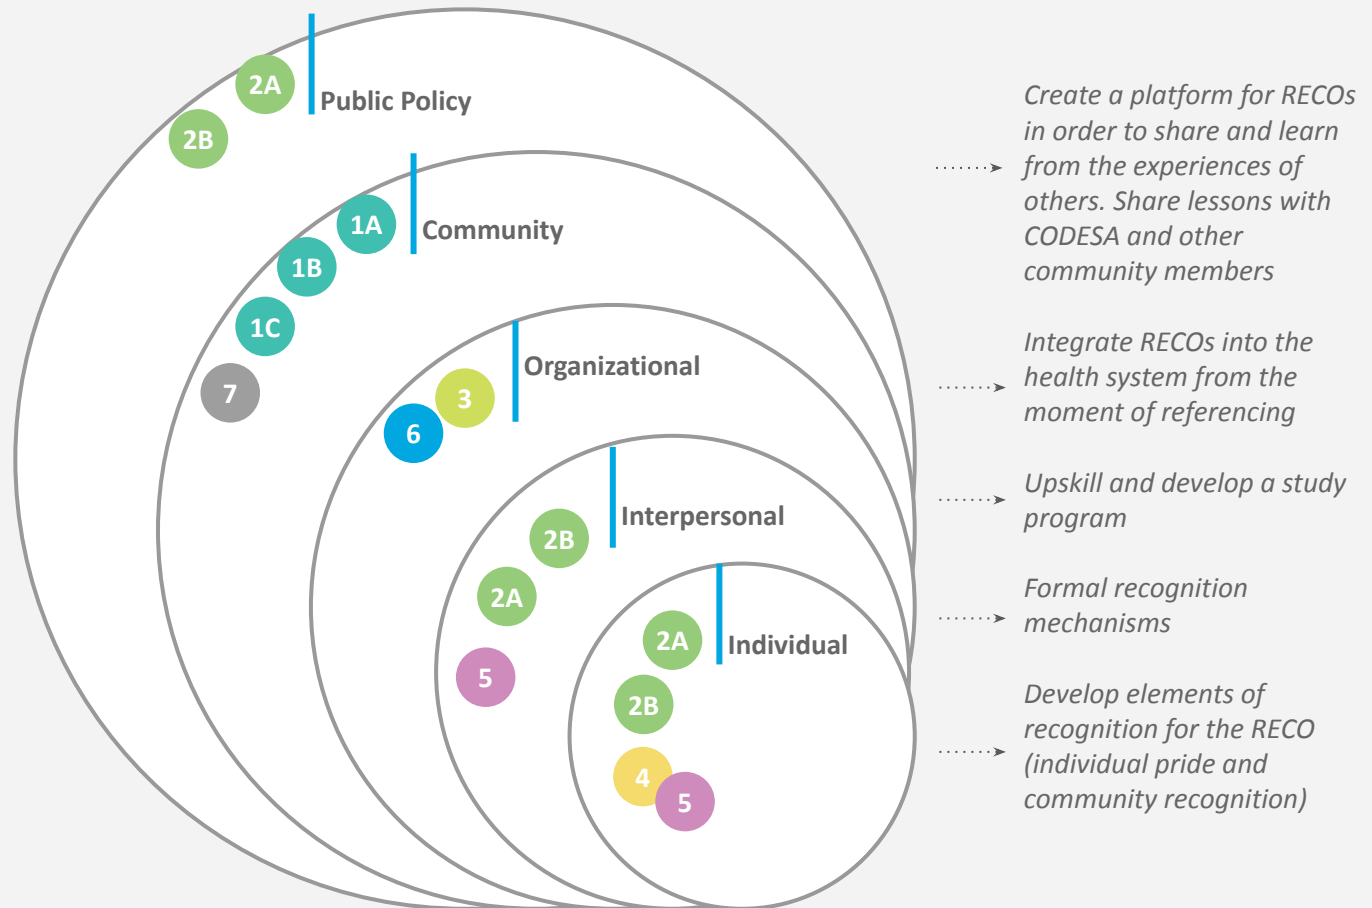 2A
Public Policy
2B
1A
Community
1B
1C
7
Organizational
3
6
Interpersonal
2B
2A
5
Individual
2A
2B
4
5
Create a platform for RECOs
in order to share and learn
from the experiences of
others. Share lessons with
CODESA and other
community members
Integrate RECOs into the
health system from the
moment of referencing
Upskill and develop a study
program
Formal recognition
mechanisms
Develop elements of
recognition for the RECO
(individual pride and
community recognition)